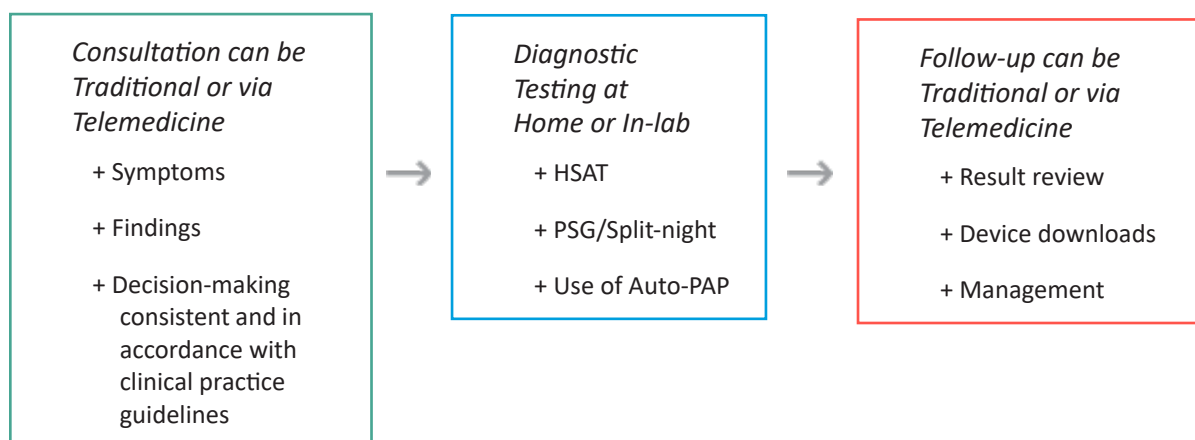 Consultation can be
Traditional or via
Telemedicine
+ Symptoms
+ Findings
+ Decision-making
consistent and in
accordance with
clinical practice
guidelines
Diagnostic
Testing at
Home or In-lab
+ HSAT
+ PSG/Split-night
+ Use of Auto-PAP
Follow-up can be
Traditional or via
Telemedicine
+ Result review
+ Device downloads
+ Management